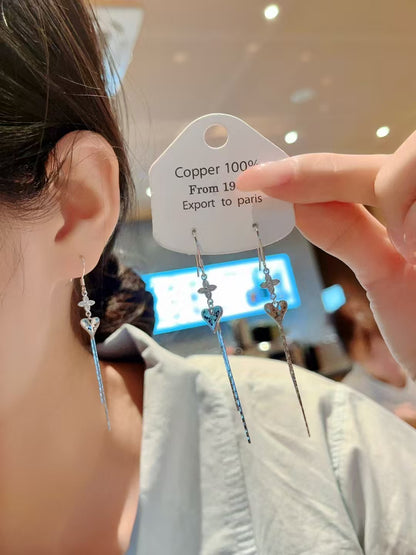 Copper 100%
From 19
Export to paris